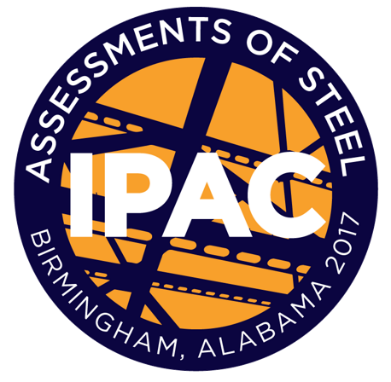 ASSESSMENTS OF STEEL
IPAC
BIRMINGHAM, ALABAMA 2017